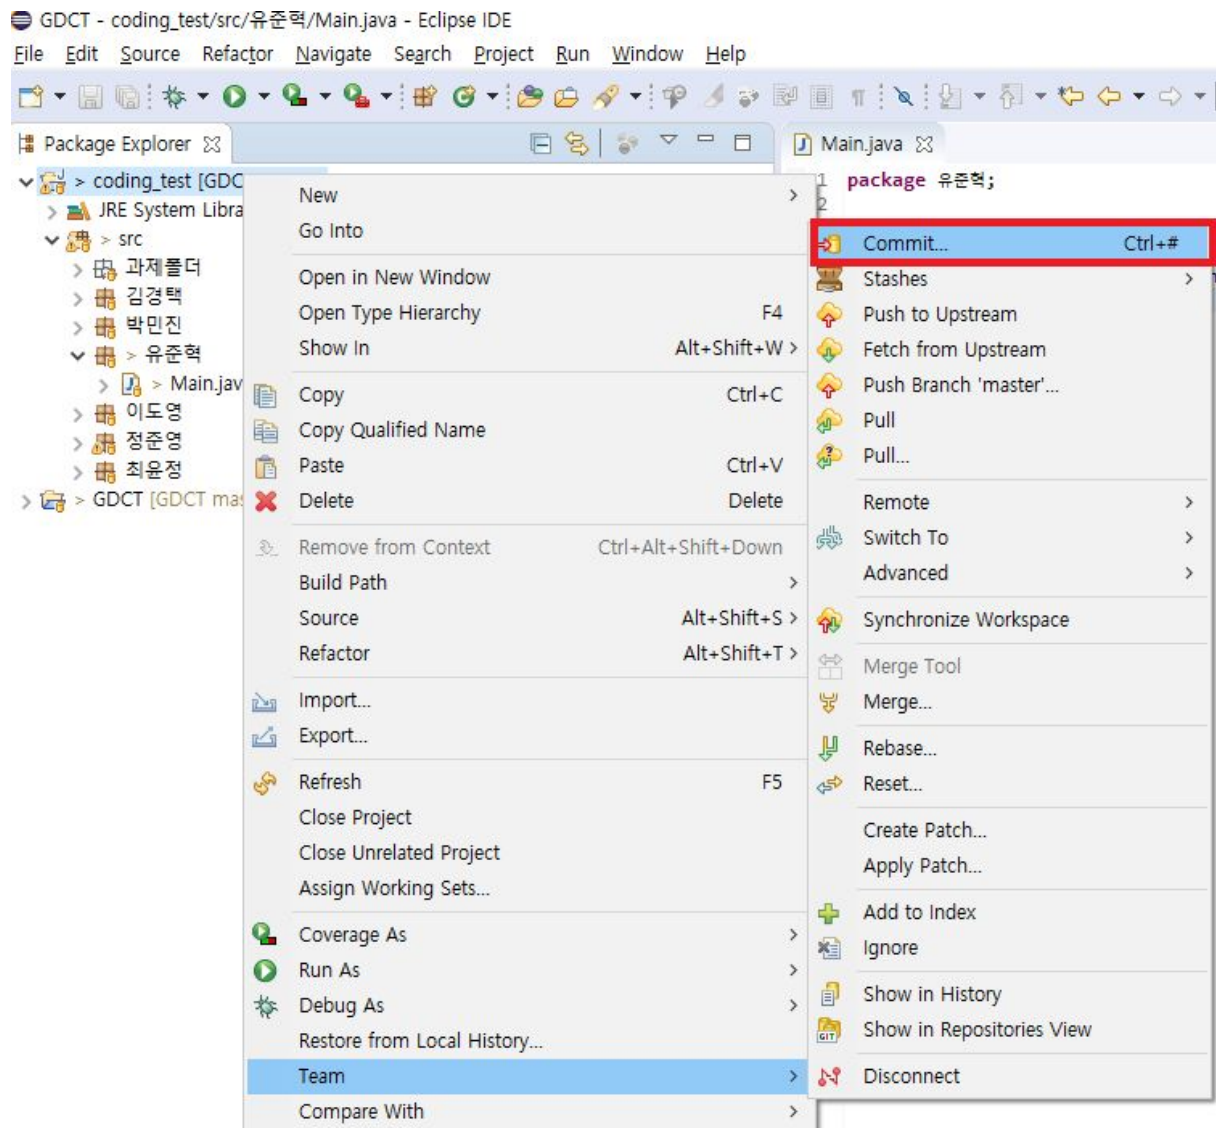 GDCT - coding_test/src/유준혁/Main.java - Eclipse IDE
File Edit Source Refactor Navigate Search Project Run Window Help
Package Explorer
Main.java
> coding_test [GDC
JRE System Libra
> src
과제폴더
김경택
박민진
> 유준혁
> Main.jav
이도영
정준영
최윤정
> GDCT [GDCT mas
1 package 유준혁;
2
New
Go Into
Open in New Window
Open Type Hierarchy F4
Show In Alt+Shift+W >
Copy Ctrl+C
Copy Qualified Name
Paste Ctrl+V
Delete Delete
Remove from Context Ctrl+Alt+Shift+Down
Build Path
Source Alt+Shift+S >
Refactor Alt+Shift+T >
Import...
Export...
Refresh F5
Close Project
Close Unrelated Project
Assign Working Sets...
Coverage As
Run As
Debug As
Restore from Local History...
Team
Compare With
Commit... Ctrl+#
Stashes
Push to Upstream
Fetch from Upstream
Push Branch 'master'...
Pull
Pull...
Remote
Switch To
Advanced
Synchronize Workspace
Merge Tool
Merge...
Rebase...
Reset...
Create Patch...
Apply Patch...
Add to Index
Ignore
Show in History
GIT
Show in Repositories View
Disconnect